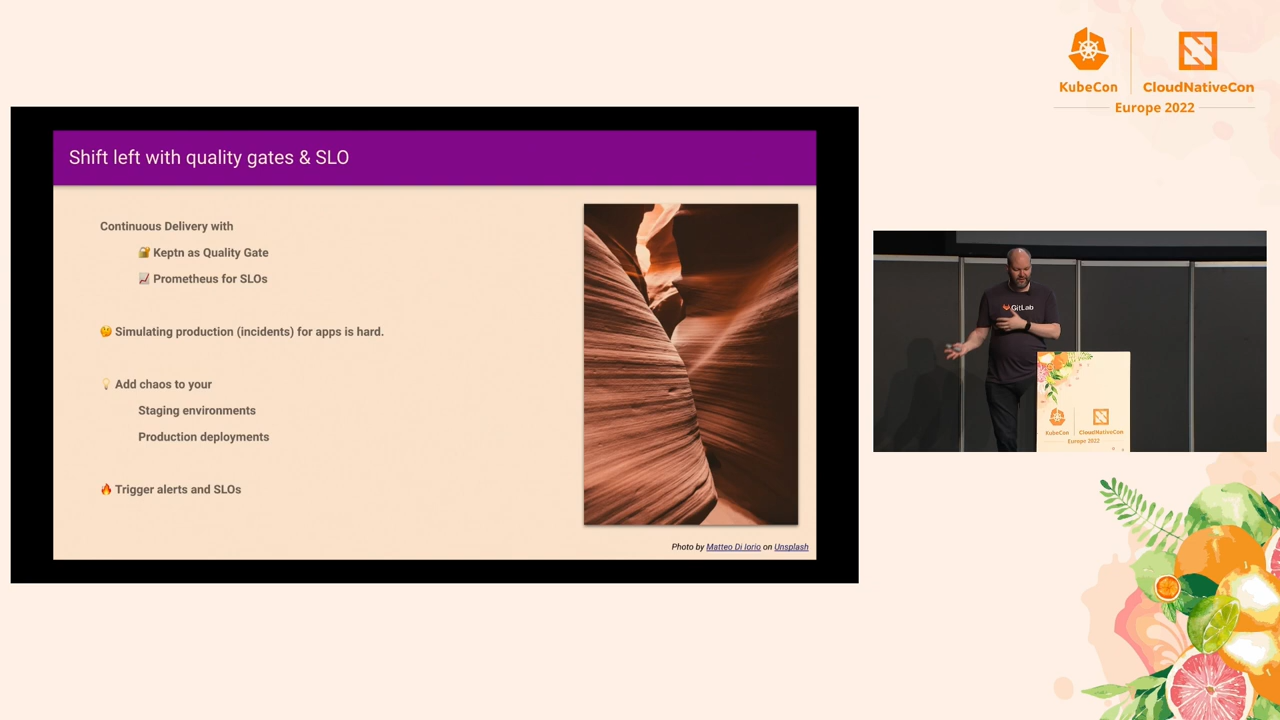 KubeCon
CloudNativeCon
Europe 2022
Shift left with quality gates & SLO
Continuous Delivery with
🔐 Keptn as Quality Gate
📈 Prometheus for SLOs
🤔 Simulating production (incidents) for apps is hard.
💡 Add chaos to your
Staging environments
Production deployments
🔥 Trigger alerts and SLOs
Photo by Matteo Di Iorio on Unsplash
GitLab
KubeCon
CloudNativeCon
Europe 2022